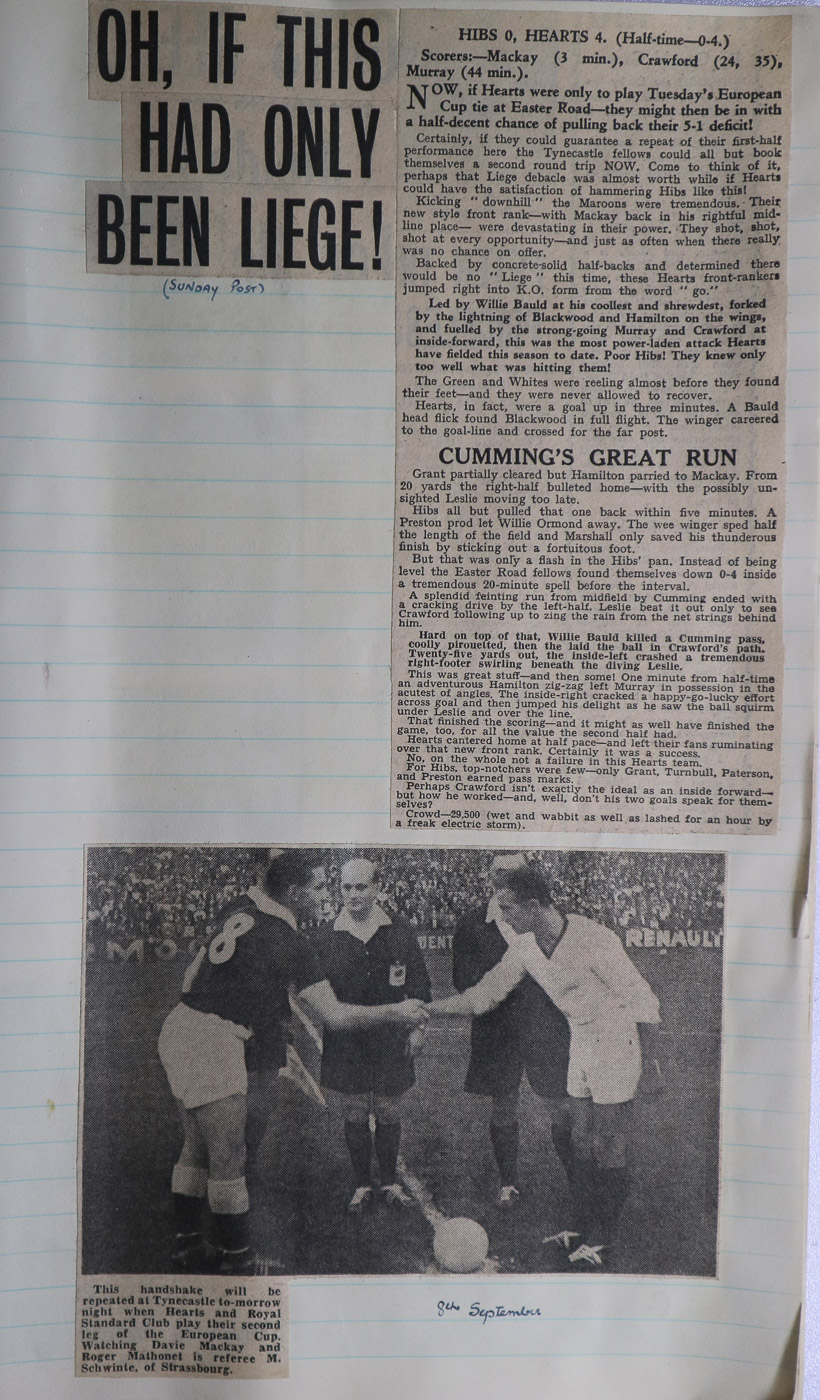 OH, IF THIS
HAD ONLY
BEEN LIEGE!
(SUNDAY POST)
HIBS 0, HEARTS 4. (Half-time—0-4.)
Scorers:—Mackay (3 min.), Crawford (24, 35),
Murray (44 min.).
NOW, if Hearts were only to play Tuesday's European
Cup tie at Easter Road—they might then be in with
a half-decent chance of pulling back their 5-1 deficit!
Certainly, if they could guarantee a repeat of their first-half
performance here the Tynecastle fellows could all but book
themselves a second round trip NOW. Come to think of it,
perhaps that Liege debacle was almost worth while if Hearts
could have the satisfaction of hammering Hibs like this!
Kicking "downhill" the Maroons were tremendous. Their
new style front rank—with Mackay back in his rightful mid-
line place— were devastating in their power. They shot, shot,
shot at every opportunity—and just as often when there really
was no chance on offer.
Backed by concrete-solid half-backs and determined there
would be no "Liege" this time, these Hearts front-rankers
jumped right into K.O. form from the word "go."
Led by Willie Bauld at his coolest and shrewdest, forked
by the lightning of Blackwood and Hamilton on the wings,
and fuelled by the strong-going Murray and Crawford at
inside-forward, this was the most power-laden attack Hearts
have fielded this season to date. Poor Hibs! They knew only
too well what was hitting them!
The Green and Whites were reeling almost before they found
their feet—and they were never allowed to recover.
Hearts, in fact, were a goal up in three minutes. A Bauld
head flick found Blackwood in full flight. The winger careered
to the goal-line and crossed for the far post.
CUMMING'S GREAT RUN
Grant partially cleared but Hamilton parried to Mackay. From
20 yards the right-half bulleted home—with the possibly un-
sighted Leslie moving too late.
Hibs all but pulled that one back within five minutes. A
Preston prod let Willie Ormond away. The wee winger sped half
the length of the field and Marshall only saved his thunderous
finish by sticking out a fortuitous foot.
But that was only a flash in the Hibs' pan. Instead of being
level the Easter Road fellows found themselves down 0-4 inside
a tremendous 20-minute spell before the interval.
A splendid feinting run from midfield by Cumming ended with
a cracking drive by the left-half. Leslie beat it out only to see
Crawford following up to zing the rain from the net strings behind
him.
Hard on top of that, Willie Bauld killed a Cumming pass,
coolly pirouetted, then the laid the ball in Crawford's path.
Twenty-five yards out, the inside-left crashed a tremendous
right-footer swirling beneath the diving Leslie.
This was great stuff—and then some! One minute from half-time
an adventurous Hamilton zig-zag left Murray in possession in the
acutest of angles. The inside-right cracked a happy-go-lucky effort
across goal and then jumped his delight as he saw the ball squirm
under Leslie and over the line.
That finished the scoring—and it might as well have finished the
game, too, for all the value the second half had.
Hearts cantered home at half pace—and left their fans ruminating
over that new front rank. Certainly it was a success.
No, on the whole not a failure in this Hearts team.
For Hibs, top-notchers were few—only Grant, Turnbull, Paterson,
and Preston earned pass marks.
Perhaps Crawford isn't exactly the ideal as an inside forward—
but how he worked—and, well, don't his two goals speak for them-
selves?
Crowd—29,500 (wet and wabbit as well as lashed for an hour by
a freak electric storm).
8
RENAULT
This handshake will be
repeated at Tynecastle to-morrow
night when Hearts and Royal
Standard Club play their second
leg of the European Cup.
Watching Davie Mackay and
Roger Mathonet is referee M.
Schwinte, of Strassbourg.
8th September